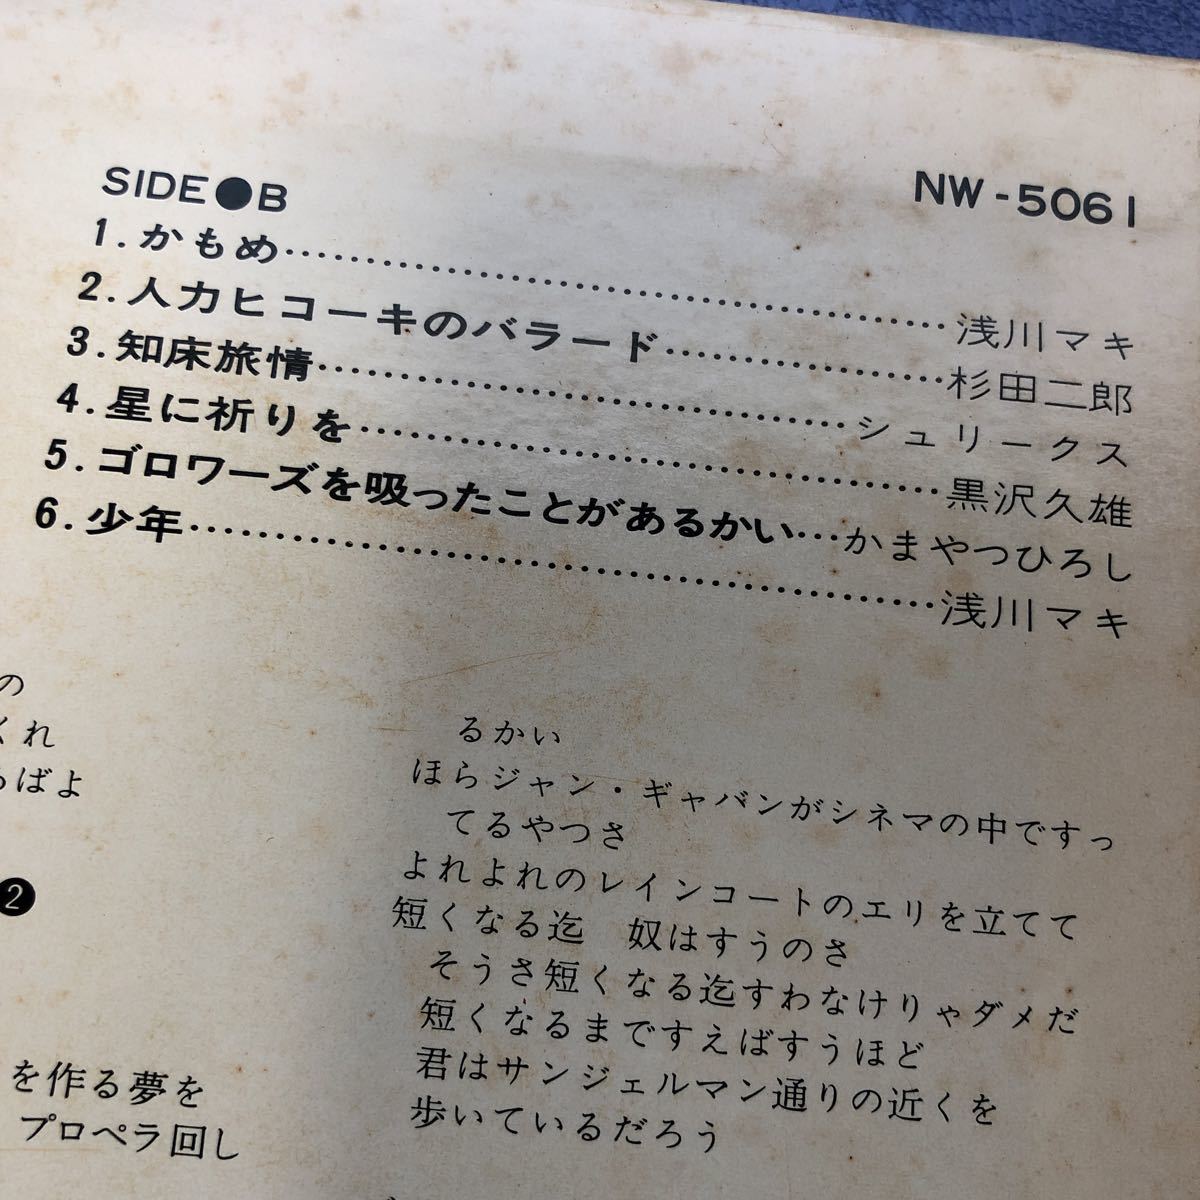 SIDE●B
NW-5061
1.かもめ……………………………浅川マキ
2.人力ヒコーキのバラード……………杉田二郎
3.知床旅情…………………………シュリークス
4.星に祈りを…………………………黒沢久雄
5.ゴロワーズを吸ったことがあるかい…かまやつひろし
6.少年……………………………………浅川マキ
の
くれ
らばよ
❷
を作る夢を
プロペラ回し
るかい
ほらジャン・ギャバンがシネマの中ですっ
てるやつさ
よれよれのレインコートのエリを立てて
短くなる迄　奴はすうのさ
そうさ短くなる迄すわなけりゃダメだ
短くなるまですえばすうほど
君はサンジェルマン通りの近くを
歩いているだろう